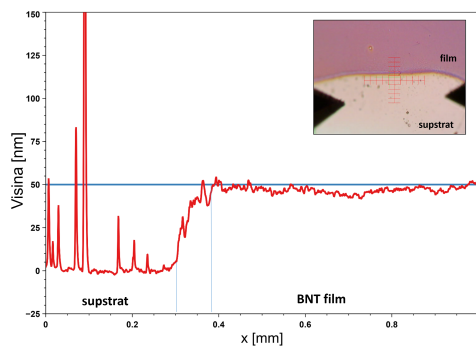 150
125
100
75
50
25
0
−25
Visina [nm]
film
supstrat
supstrat
BNT film
0
0.2
0.4
0.6
0.8
x [mm]